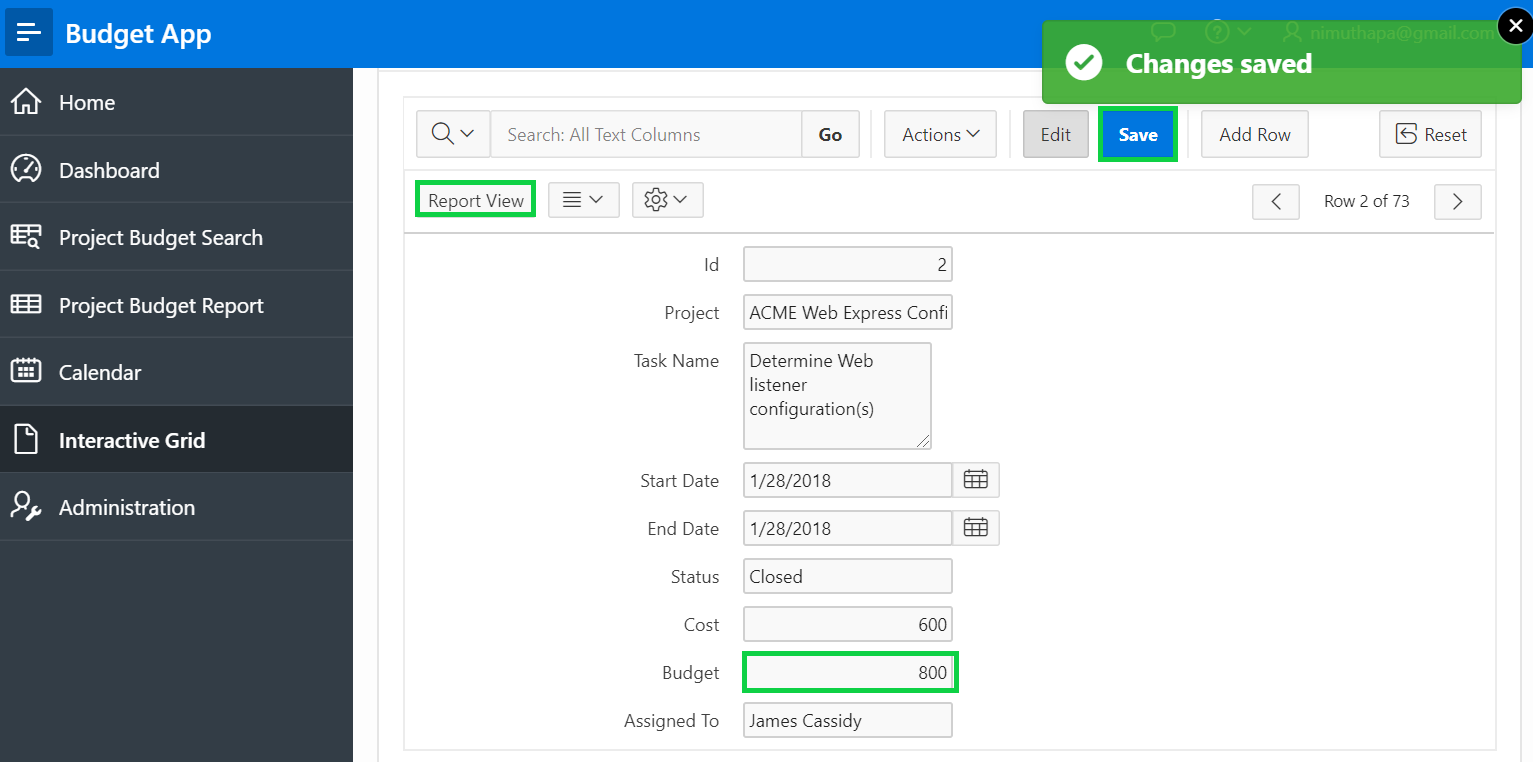 Budget App
nimuthapa@gmail.com
Changes saved
Home
Dashboard
Project Budget Search
Project Budget Report
Calendar
Interactive Grid
Administration
Search: All Text Columns
Go
Actions
Edit
Save
Add Row
Reset
Report View
Row 2 of 73
Id 2
Project ACME Web Express Confi
Task Name Determine Web
listener
configuration(s)
Start Date 1/28/2018
End Date 1/28/2018
Status Closed
Cost 600
Budget 800
Assigned To James Cassidy